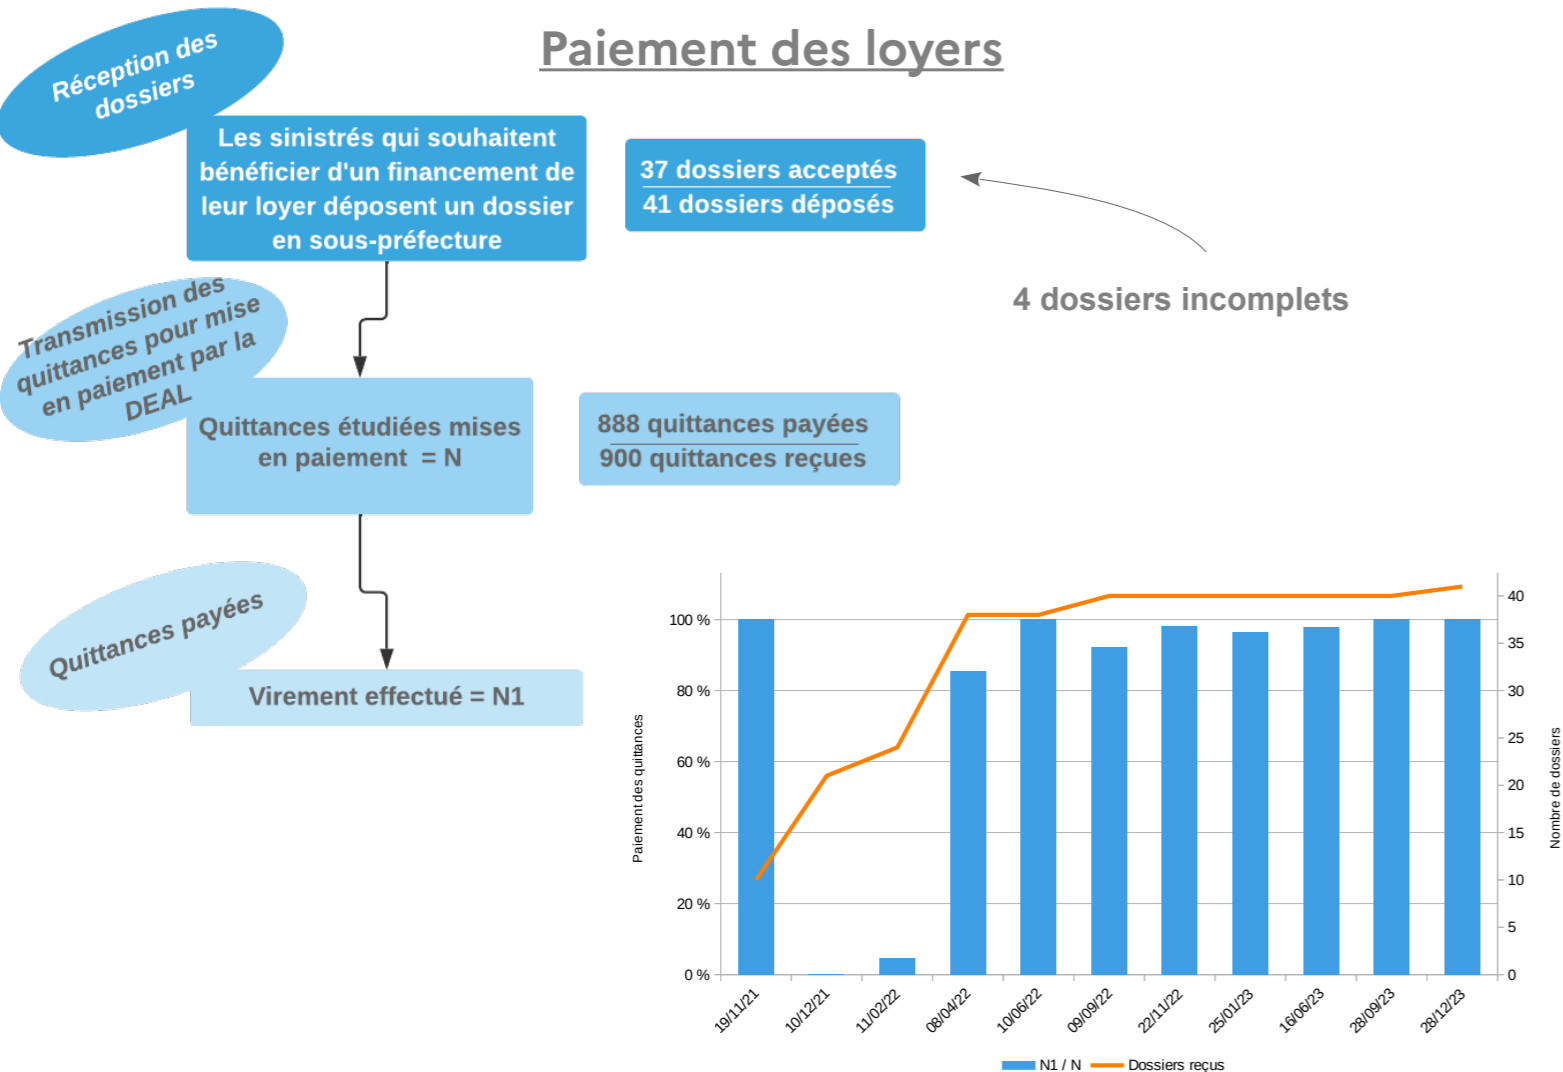 Paiement des loyers
Réception des
dossiers
Les sinistrés qui souhaitent
bénéficier d'un financement de
leur loyer déposent un dossier
en sous-préfecture
37 dossiers acceptés
41 dossiers déposés
4 dossiers incomplets
Transmission des
quittances pour mise
en paiement par la
DEAL
Quittances étudiées mises
en paiement = N
888 quittances payées
900 quittances reçues
Quittances payées
Virement effectué = N1
Paiement des quittances
100 %
80 %
60 %
40 %
20 %
0 %
40
35
30
25
20
15
10
5
0
Nombre de dossiers
19/11/21
10/12/21
11/02/22
08/04/22
10/06/22
09/09/22
22/11/22
25/01/23
16/06/23
28/09/23
28/12/23
N1 / N
Dossiers reçus